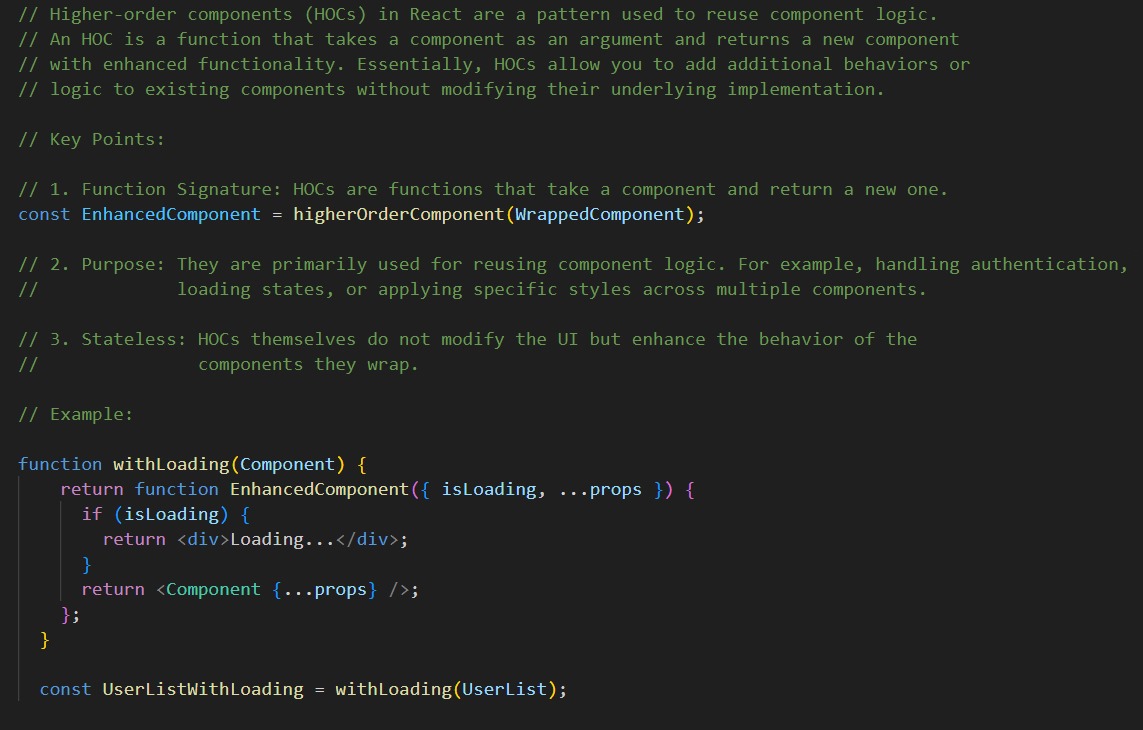 // Higher-order components (HOCs) in React are a pattern used to reuse component logic.
// An HOC is a function that takes a component as an argument and returns a new component
// with enhanced functionality. Essentially, HOCs allow you to add additional behaviors or
// logic to existing components without modifying their underlying implementation.

// Key Points:

// 1. Function Signature: HOCs are functions that take a component and return a new one.
const EnhancedComponent = higherOrderComponent(WrappedComponent);

// 2. Purpose: They are primarily used for reusing component logic. For example, handling authentication,
//             loading states, or applying specific styles across multiple components.

// 3. Stateless: HOCs themselves do not modify the UI but enhance the behavior of the
//               components they wrap.

// Example:

function withLoading(Component) {
    return function EnhancedComponent({ isLoading, ...props }) {
      if (isLoading) {
        return <div>Loading...</div>;
      }
      return <Component {...props} />;
    };
  }

  const UserListWithLoading = withLoading(UserList);